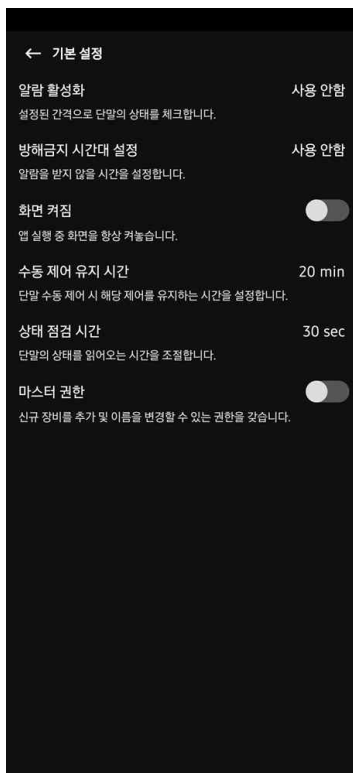 ← 기본 설정
알람 활성화 사용 안함
설정된 간격으로 단말의 상태를 체크합니다.
방해금지 시간대 설정 사용 안함
알람을 받지 않을 시간을 설정합니다.
화면 켜짐
앱 실행 중 화면을 항상 켜놓습니다.
수동 제어 유지 시간 20 min
단말 수동 제어 시 해당 제어를 유지하는 시간을 설정합니다.
상태 점검 시간 30 sec
단말의 상태를 읽어오는 시간을 조절합니다.
마스터 권한
신규 장비를 추가 및 이름을 변경할 수 있는 권한을 갖습니다.